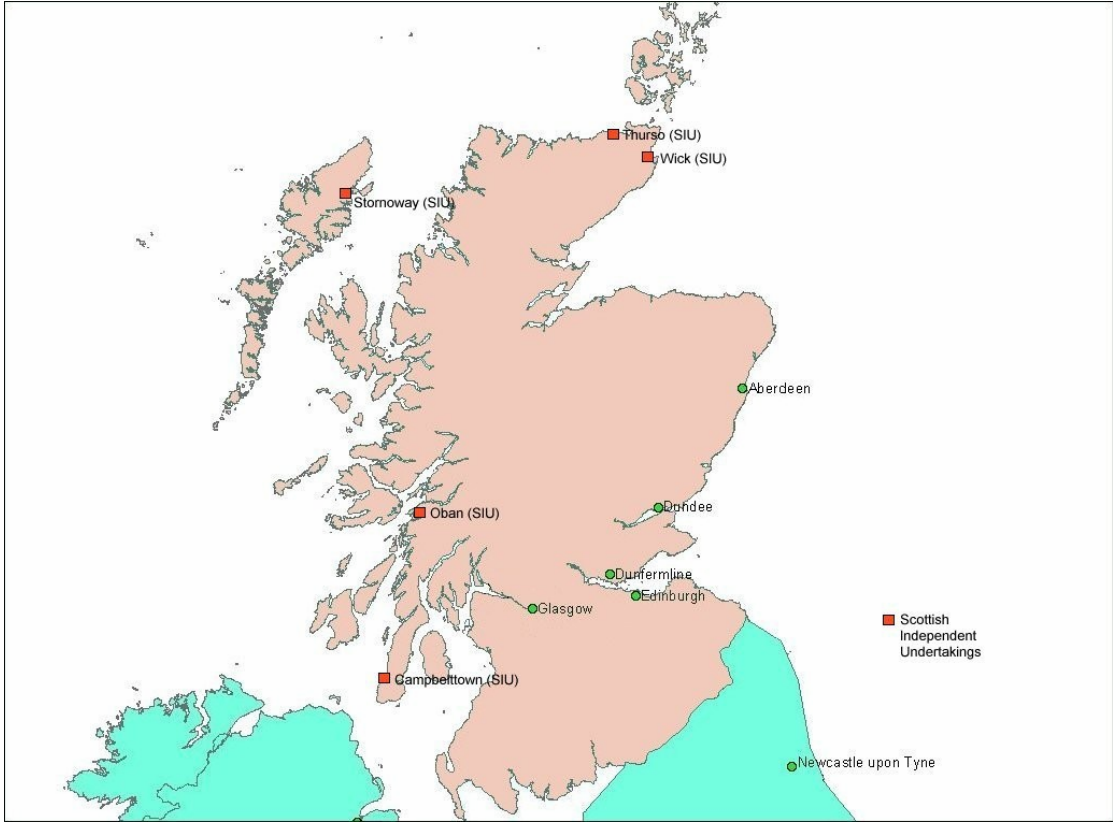 Thurso (SIU)
Wick (SIU)
Stornoway (SIU)
Aberdeen
Dundee
Oban (SIU)
Dunfermline
Edinburgh
Glasgow
Scottish
Independent
Undertakings
Campbelttown (SIU)
Newcastle upon Tyne